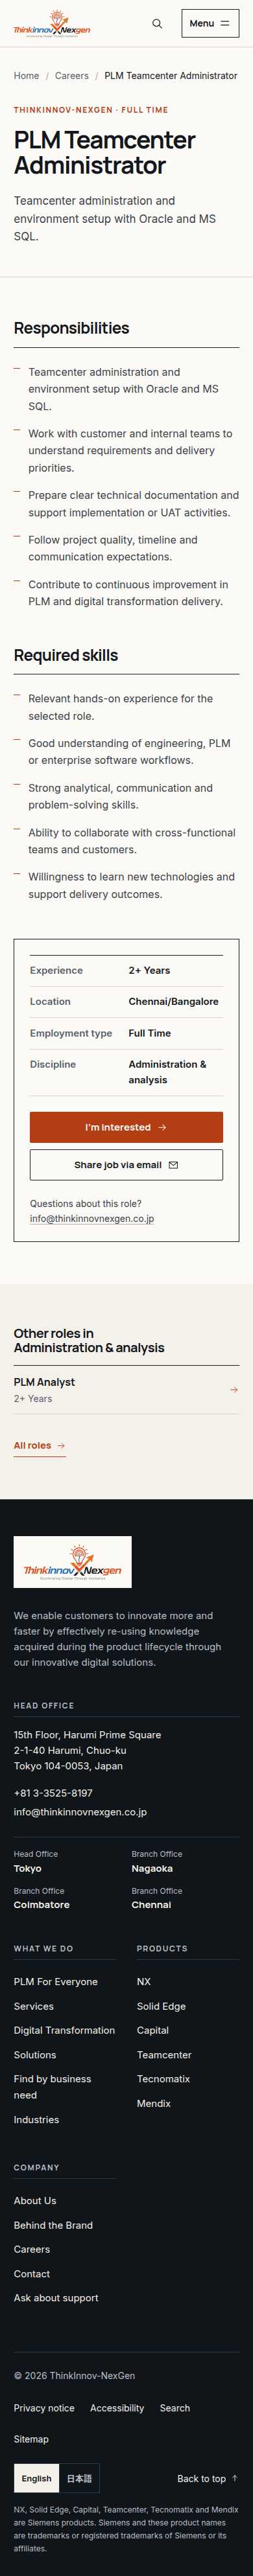 ThinkinnovNexgen
Menu
Home / Careers / PLM Teamcenter Administrator
THINKINNOV-NEXGEN · FULL TIME
PLM Teamcenter
Administrator
Teamcenter administration and
environment setup with Oracle and MS
SQL.
Responsibilities
Teamcenter administration and
environment setup with Oracle and MS
SQL.
Work with customer and internal teams to
understand requirements and delivery
priorities.
Prepare clear technical documentation and
support implementation or UAT activities.
Follow project quality, timeline and
communication expectations.
Contribute to continuous improvement in
PLM and digital transformation delivery.
Required skills
Relevant hands-on experience for the
selected role.
Good understanding of engineering, PLM
or enterprise software workflows.
Strong analytical, communication and
problem-solving skills.
Ability to collaborate with cross-functional
teams and customers.
Willingness to learn new technologies and
support delivery outcomes.
Experience 2+ Years
Location Chennai/Bangalore
Employment type Full Time
Discipline Administration &
analysis
I'm interested →
Share job via email
Questions about this role?
info@thinkinnovnexgen.co.jp
Other roles in
Administration & analysis
PLM Analyst
2+ Years
→
All roles →
ThinkinnovNexgen
We enable customers to innovate more and
faster by effectively re-using knowledge
acquired during the product lifecycle through
our innovative digital solutions.
HEAD OFFICE
15th Floor, Harumi Prime Square
2-1-40 Harumi, Chuo-ku
Tokyo 104-0053, Japan
+81 3-3525-8197
info@thinkinnovnexgen.co.jp
Head Office
Tokyo
Branch Office
Nagaoka
Branch Office
Coimbatore
Branch Office
Chennai
WHAT WE DO
PLM For Everyone
Services
Digital Transformation
Solutions
Find by business
need
Industries
PRODUCTS
NX
Solid Edge
Capital
Teamcenter
Tecnomatix
Mendix
COMPANY
About Us
Behind the Brand
Careers
Contact
Ask about support
© 2026 ThinkInnov-NexGen
Privacy notice Accessibility Search
Sitemap
English 日本語
Back to top ↑
NX, Solid Edge, Capital, Teamcenter, Tecnomatix and Mendix
are Siemens products. Siemens and these product names
are trademarks or registered trademarks of Siemens or its
affiliates.